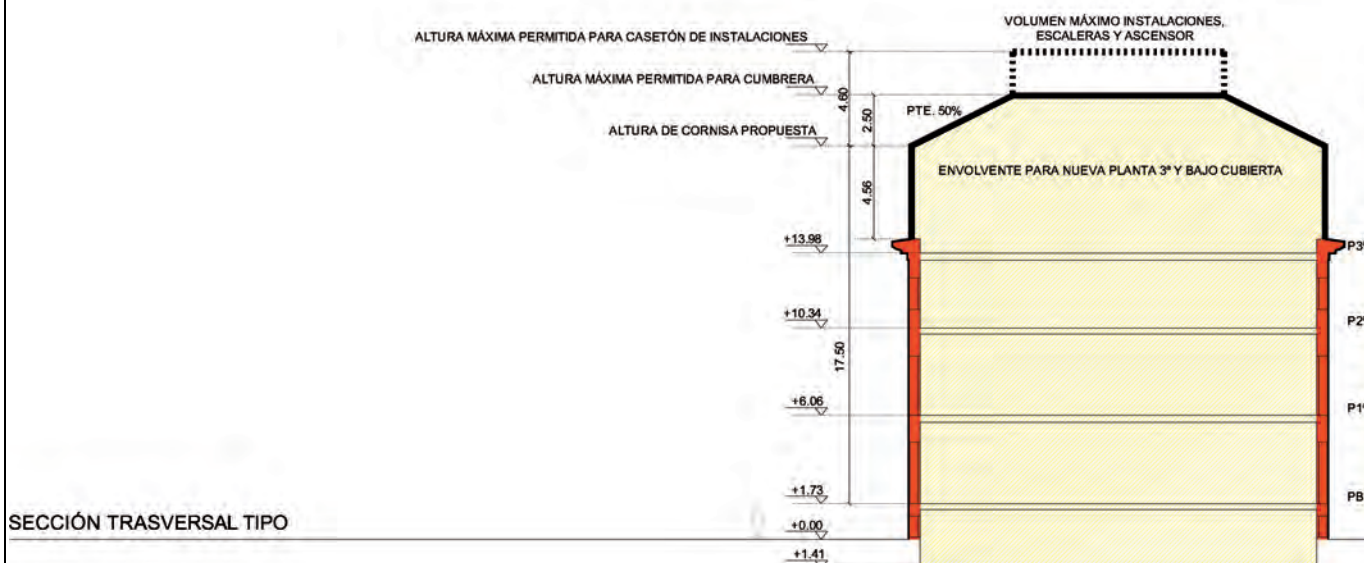 VOLUMEN MÁXIMO INSTALACIONES,
ESCALERAS Y ASCENSOR
ALTURA MÁXIMA PERMITIDA PARA CASETÓN DE INSTALACIONES
ALTURA MÁXIMA PERMITIDA PARA CUMBRERA
4.60
2.50
PTE. 50%
ALTURA DE CORNISA PROPUESTA
ENVOLVENTE PARA NUEVA PLANTA 3ª Y BAJO CUBIERTA
4.56
+13.98
P3ª
+10.34
P2ª
17.50
+6.06
P1ª
+1.73
PB
SECCIÓN TRASVERSAL TIPO
+0.00
+1.41